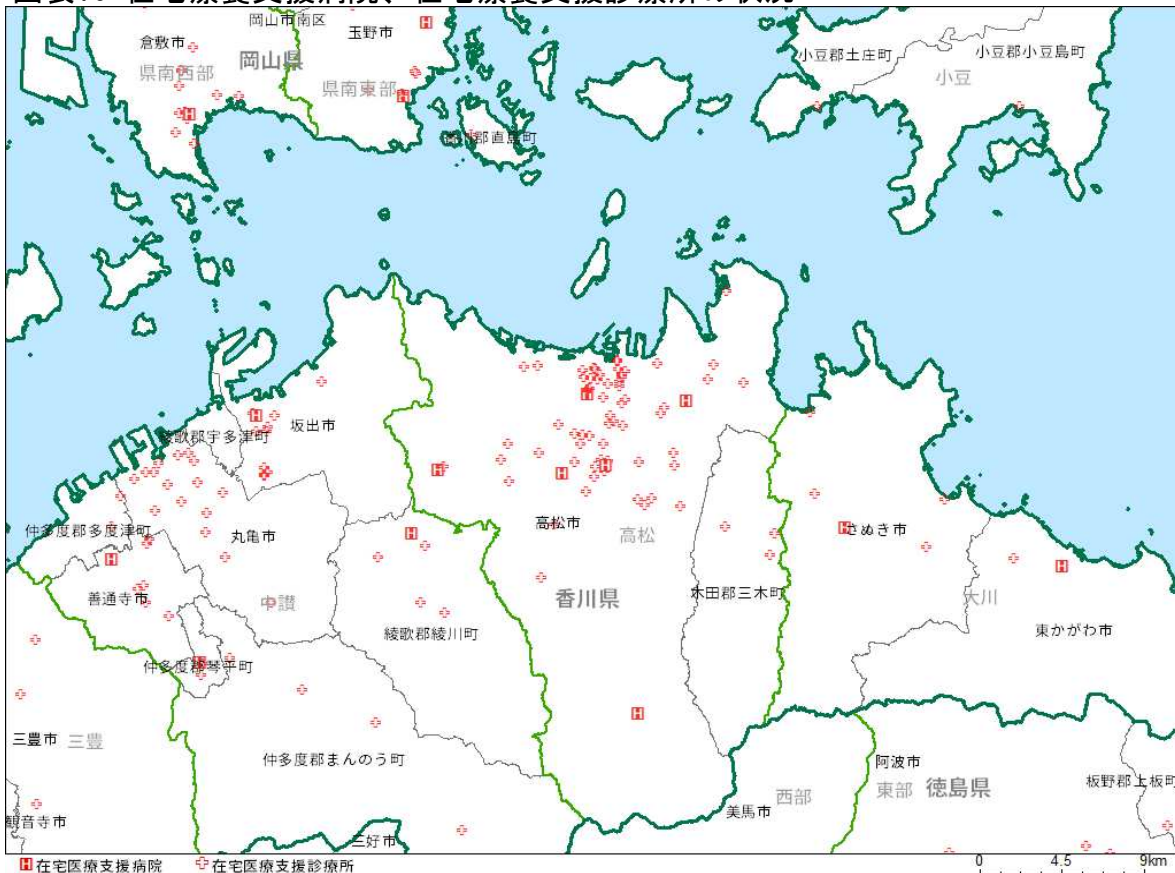 岡山市南区
玉野市
倉敷市
岡山県
県南西部
県南東部
小豆郡土庄町
小豆郡小豆島町
小豆
郡直島町
綾歌郡宇多津町
坂出市
仲多度郡多度津町
丸亀市
高松市
高松
さぬき市
善通寺市
中讃
香川県
木田郡三木町
大川
綾歌郡綾川町
東かがわ市
仲多度郡琴平町
三豊市
三豊
仲多度郡まんのう町
阿波市
板野郡上板町
西部
東部
徳島県
美馬市
観音寺市
三好市
H在宅医療支援病院
在宅医療支援診療所
0 4.5 9km